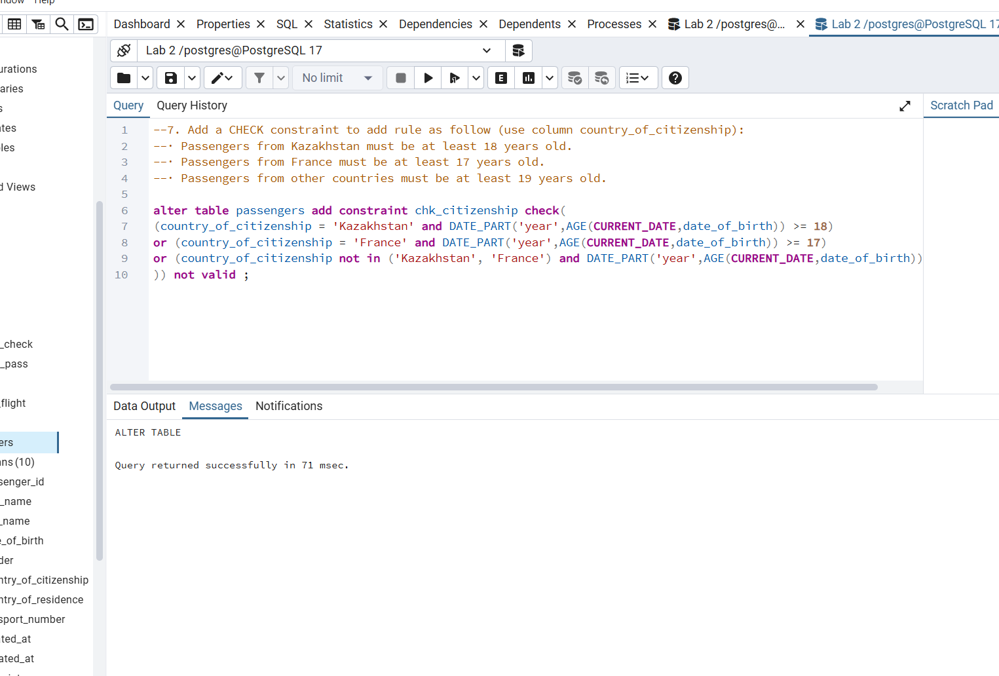 Help
Dashboard Properties SQL Statistics Dependencies Dependents Processes Lab 2 /postgres@... Lab 2 /postgres@PostgreSQL 17
Lab 2 /postgres@PostgreSQL 17
No limit
E
Query Query History
Scratch Pad
1 --7. Add a CHECK constraint to add rule as follow (use column country_of_citizenship):
2 --· Passengers from Kazakhstan must be at least 18 years old.
3 --· Passengers from France must be at least 17 years old.
4 --· Passengers from other countries must be at least 19 years old.
5
6 alter table passengers add constraint chk_citizenship check(
7 (country_of_citizenship = 'Kazakhstan' and DATE_PART('year',AGE(CURRENT_DATE,date_of_birth)) >= 18)
8 or (country_of_citizenship = 'France' and DATE_PART('year',AGE(CURRENT_DATE,date_of_birth)) >= 17)
9 or (country_of_citizenship not in ('Kazakhstan', 'France') and DATE_PART('year',AGE(CURRENT_DATE,date_of_birth))
10 )) not valid ;
Data Output Messages Notifications
ALTER TABLE
Query returned successfully in 71 msec.
urations
aries
s
ates
les
d Views
_check
_pass
_flight
ers
ns (10)
senger_id
_name
_name
e_of_birth
der
ntry_of_citizenship
ntry_of_residence
sport_number
ated_at
ated_at